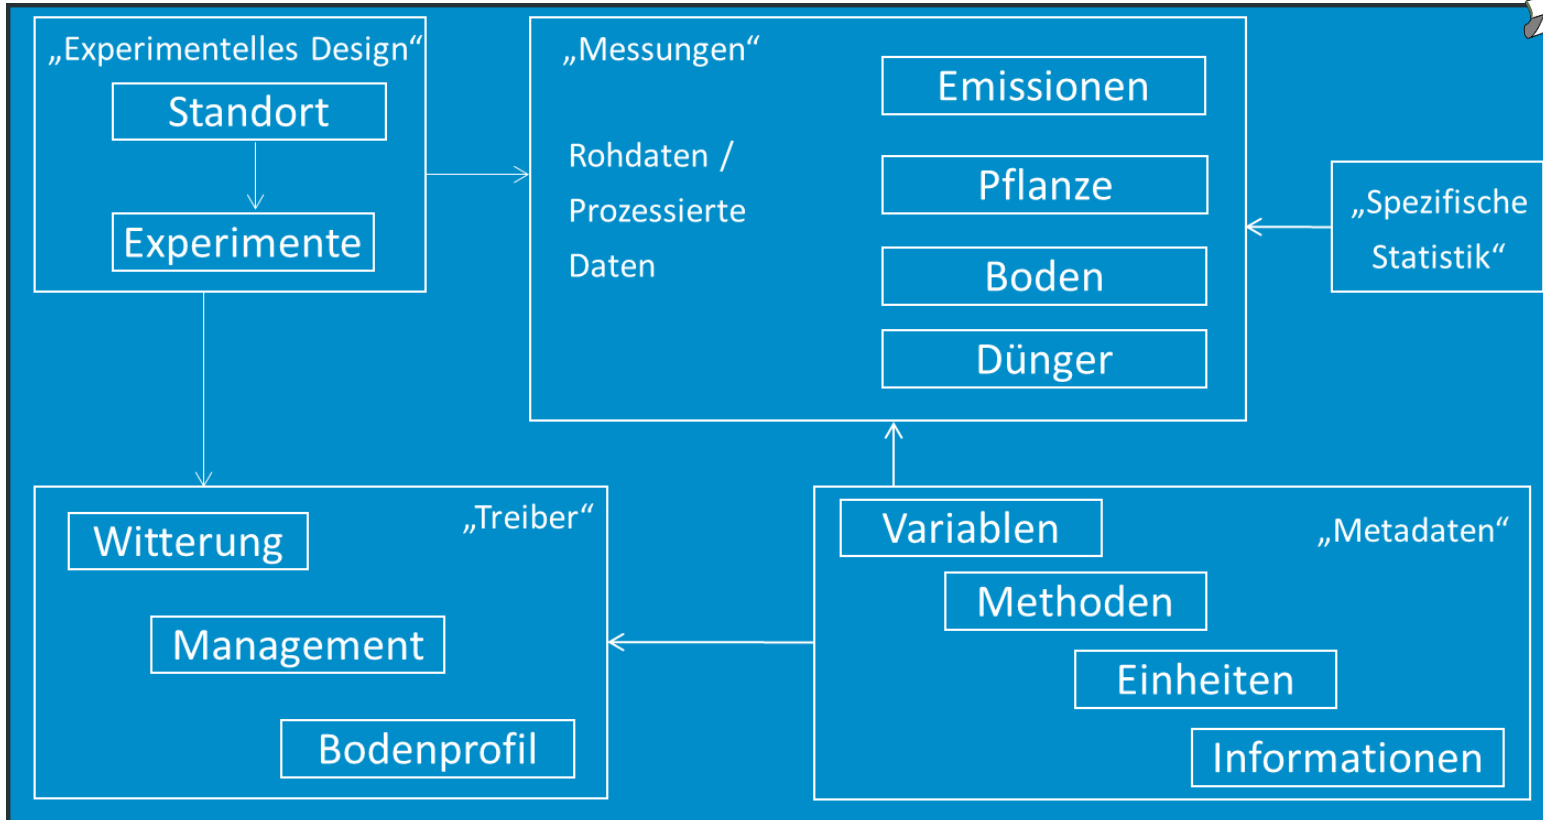 „Experimentelles Design“
Standort
Experimente
„Messungen“
Rohdaten /
Prozessierte
Daten
Emissionen
Pflanze
Boden
Dünger
„Spezifische
Statistik“
„Treiber“
Witterung
Management
Bodenprofil
„Metadaten“
Variablen
Methoden
Einheiten
Informationen